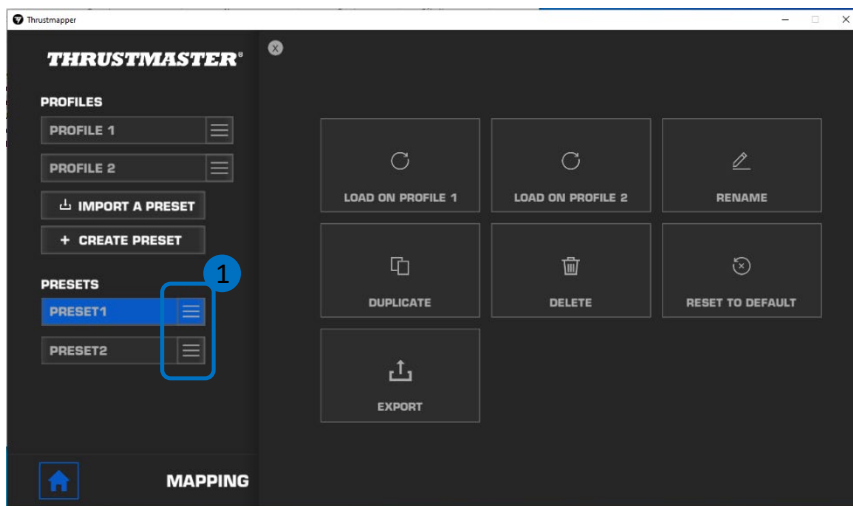 Thrustmapper
THRUSTMASTER®
PROFILES
PROFILE 1
PROFILE 2
IMPORT A PRESET
+ CREATE PRESET
1
PRESETS
PRESET1
PRESET2
MAPPING
LOAD ON PROFILE 1
LOAD ON PROFILE 2
RENAME
DUPLICATE
DELETE
RESET TO DEFAULT
EXPORT